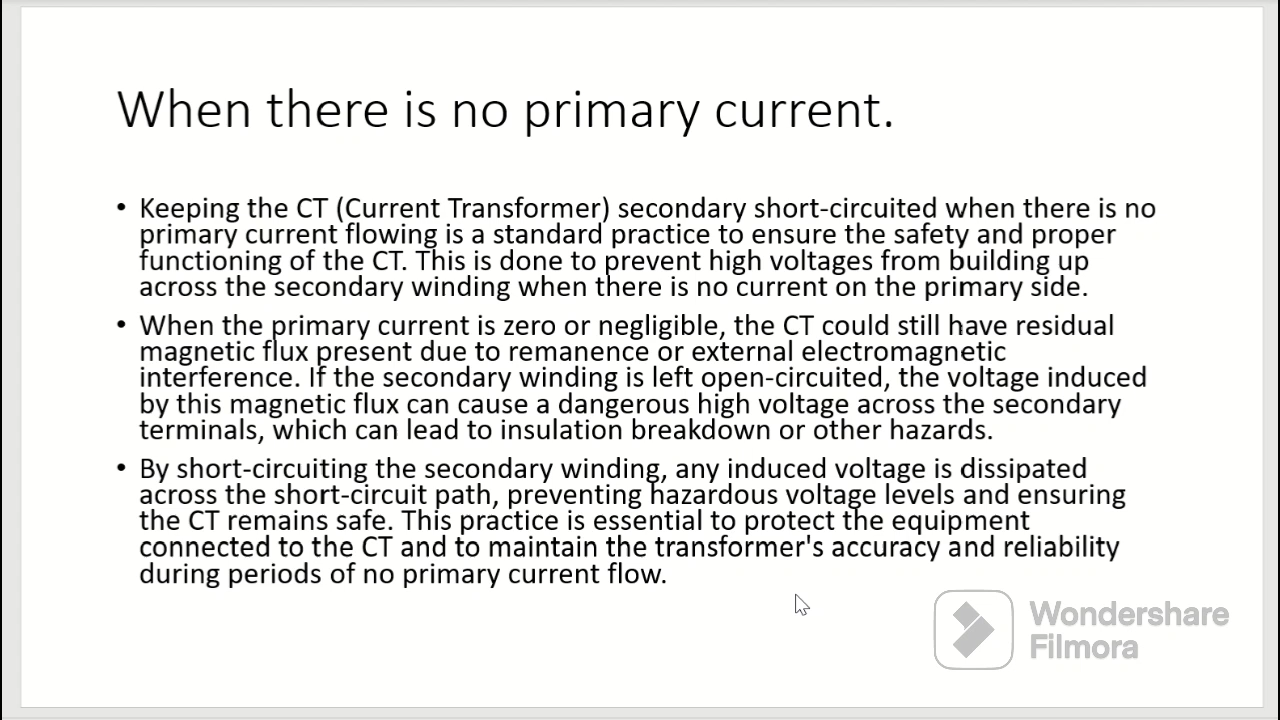 When there is no primary current.
• Keeping the CT (Current Transformer) secondary short-circuited when there is no
primary current flowing is a standard practice to ensure the safety and proper
functioning of the CT. This is done to prevent high voltages from building up
across the secondary winding when there is no current on the primary side.
• When the primary current is zero or negligible, the CT could still have residual
magnetic flux present due to remanence or external electromagnetic
interference. If the secondary winding is left open-circuited, the voltage induced
by this magnetic flux can cause a dangerous high voltage across the secondary
terminals, which can lead to insulation breakdown or other hazards.
• By short-circuiting the secondary winding, any induced voltage is dissipated
across the short-circuit path, preventing hazardous voltage levels and ensuring
the CT remains safe. This practice is essential to protect the equipment
connected to the CT and to maintain the transformer's accuracy and reliability
during periods of no primary current flow.
Wondershare
Filmora